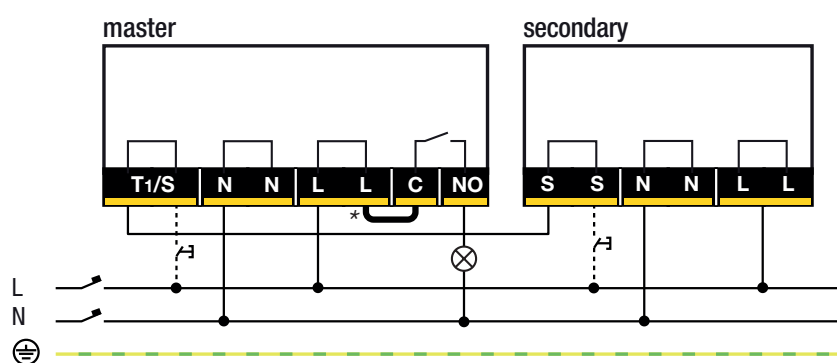 master
secondary
T1/S N N L L C NO
S S N N L L
*
L
N